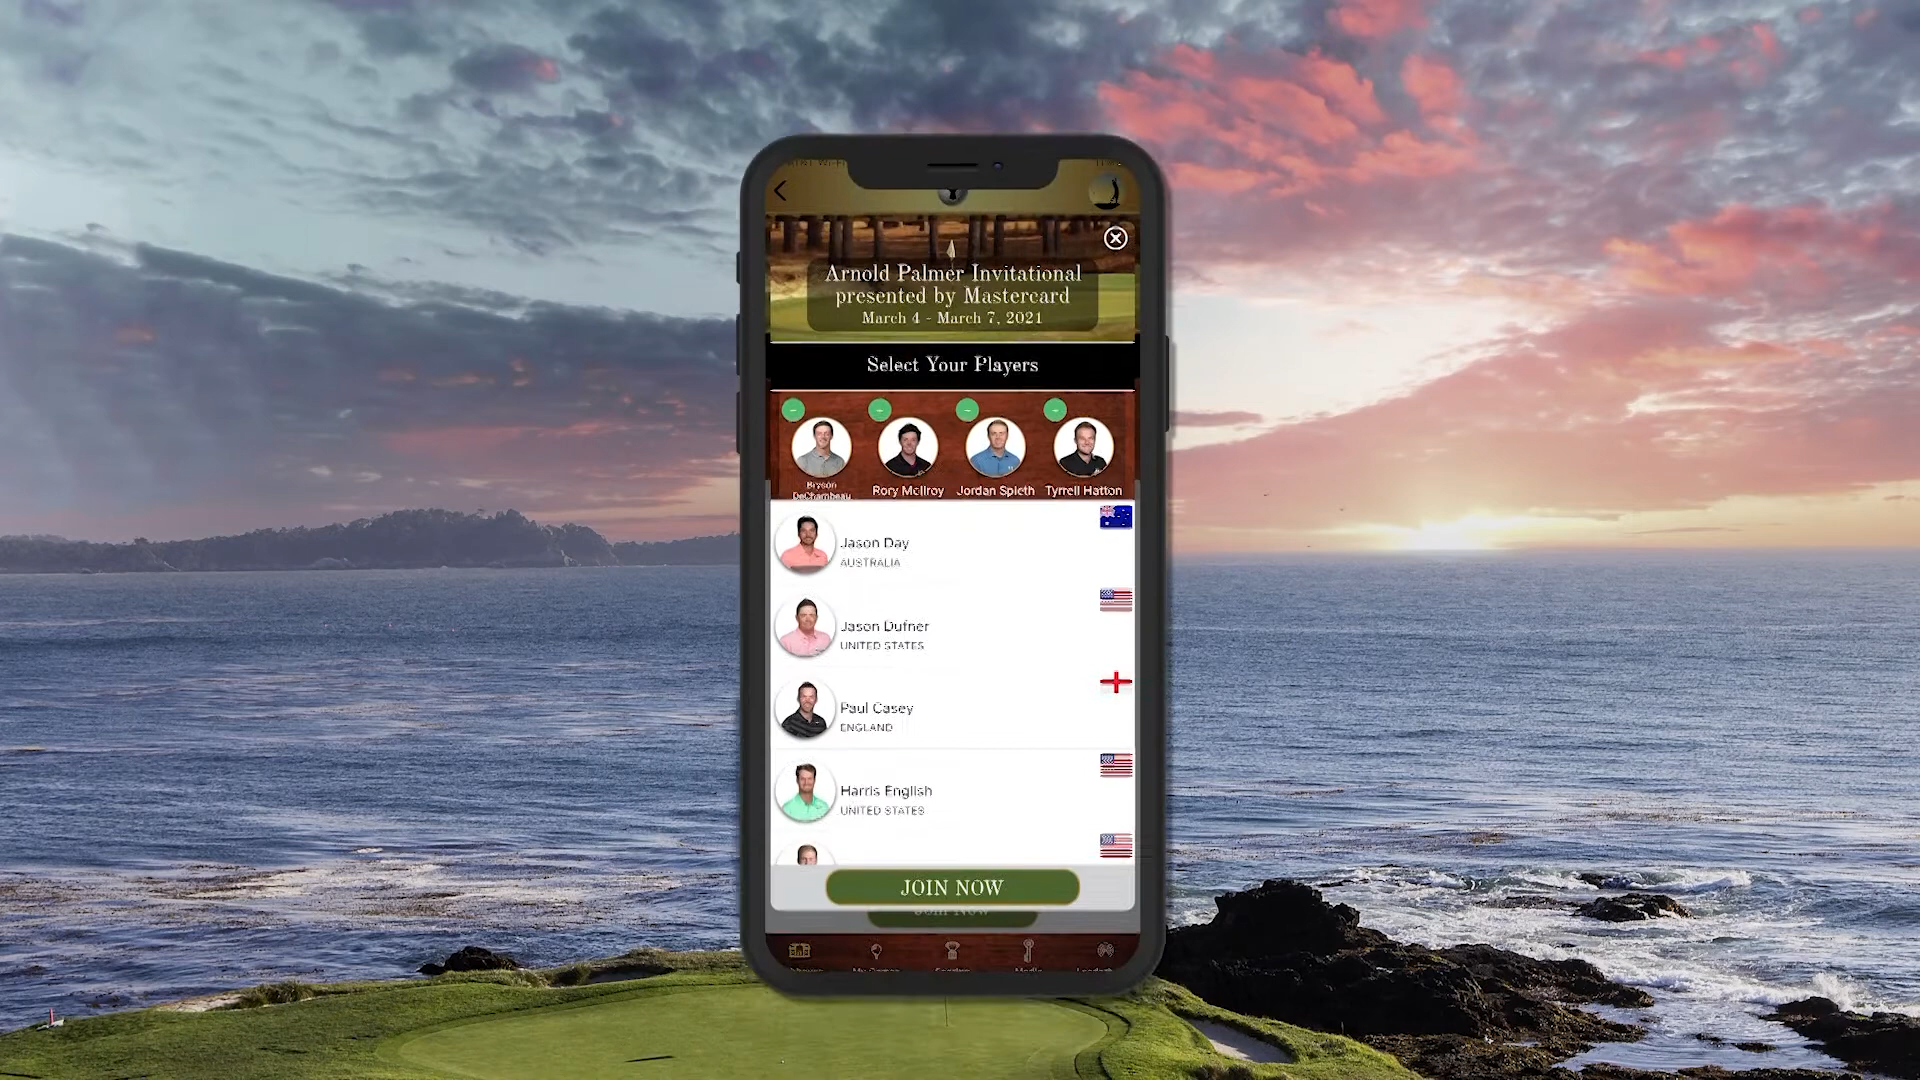 Arnold Palmer Invitational
presented by Mastercard
March 4 - March 7, 2021
Select Your Players
Bryson
DeChambeau
Rory McIlroy
Jordan Spieth
Tyrrell Hatton
Jason Day
AUSTRALIA
Jason Dufner
UNITED STATES
Paul Casey
ENGLAND
Harris English
UNITED STATES
JOIN NOW
Join Now